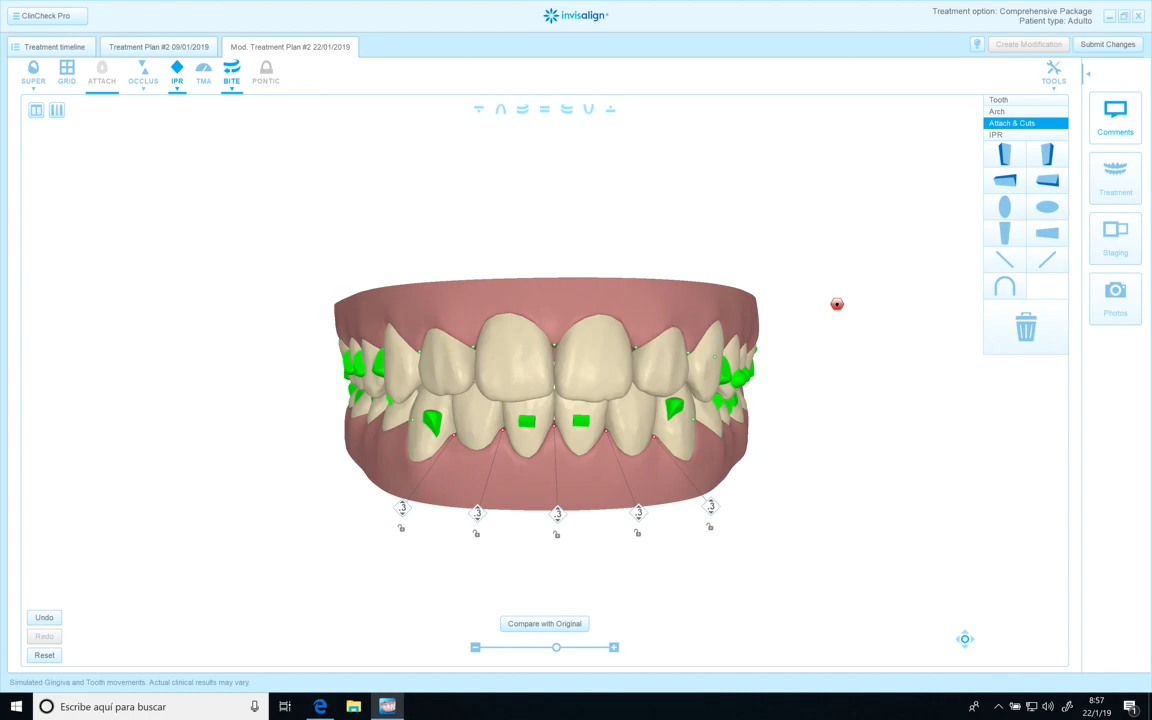 ClinCheck Pro
invisalign
Treatment option: Comprehensive Package
Patient type: Adulto
Treatment timeline
Treatment Plan #2 09/01/2019
Mod. Treatment Plan #2 22/01/2019
Create Modification
Submit Changes
SUPER
GRID
ATTACH
OCCLUS
IPR
TMA
BITE
PONTIC
TOOLS
Tooth
Arch
Attach & Cuts
IPR
Comments
Treatment
Staging
Photos
.3
.3
.3
.3
.3
Undo
Redo
Reset
Compare with Original
Simulated Gingiva and Tooth movements. Actual clinical results may vary.
Escribe aquí para buscar
8:57
22/1/19
1